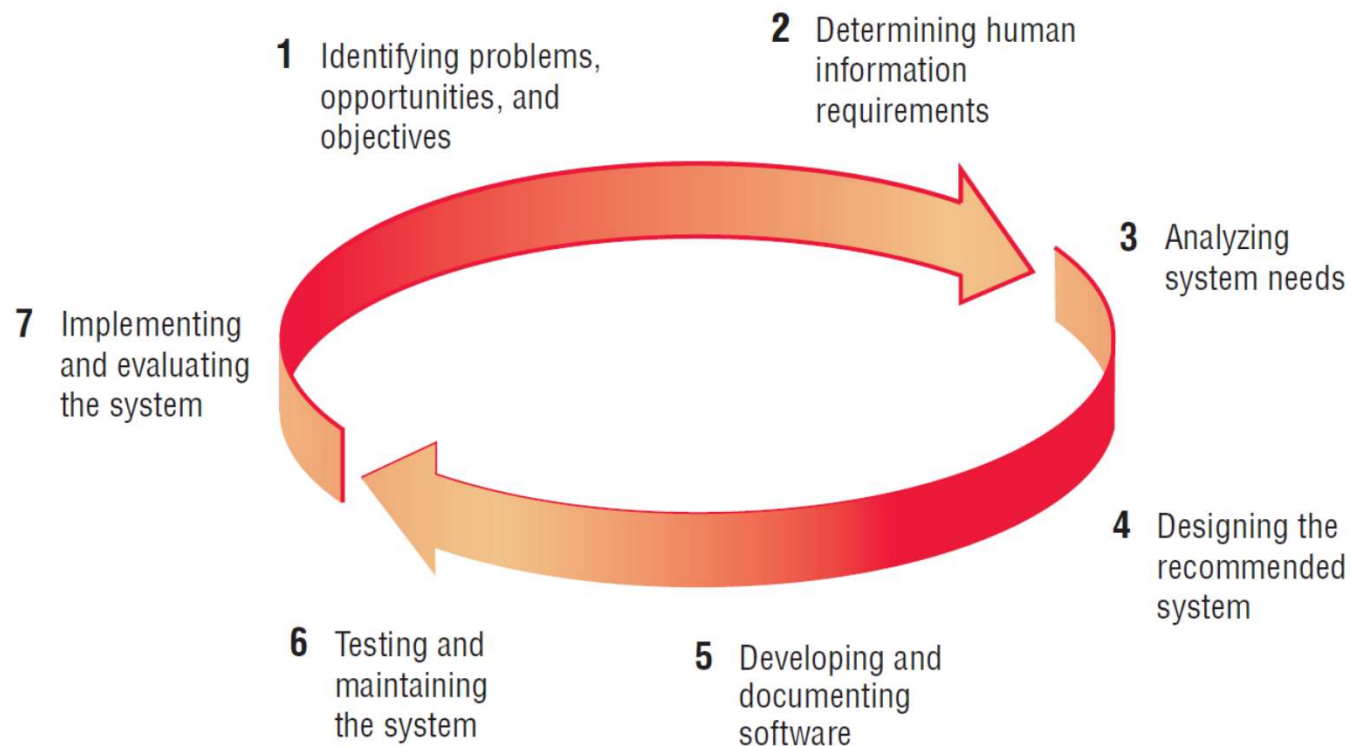 1 Identifying problems,
opportunities, and
objectives
2 Determining human
information
requirements
3 Analyzing
system needs
4 Designing the
recommended
system
5 Developing and
documenting
software
6 Testing and
maintaining
the system
7 Implementing
and evaluating
the system